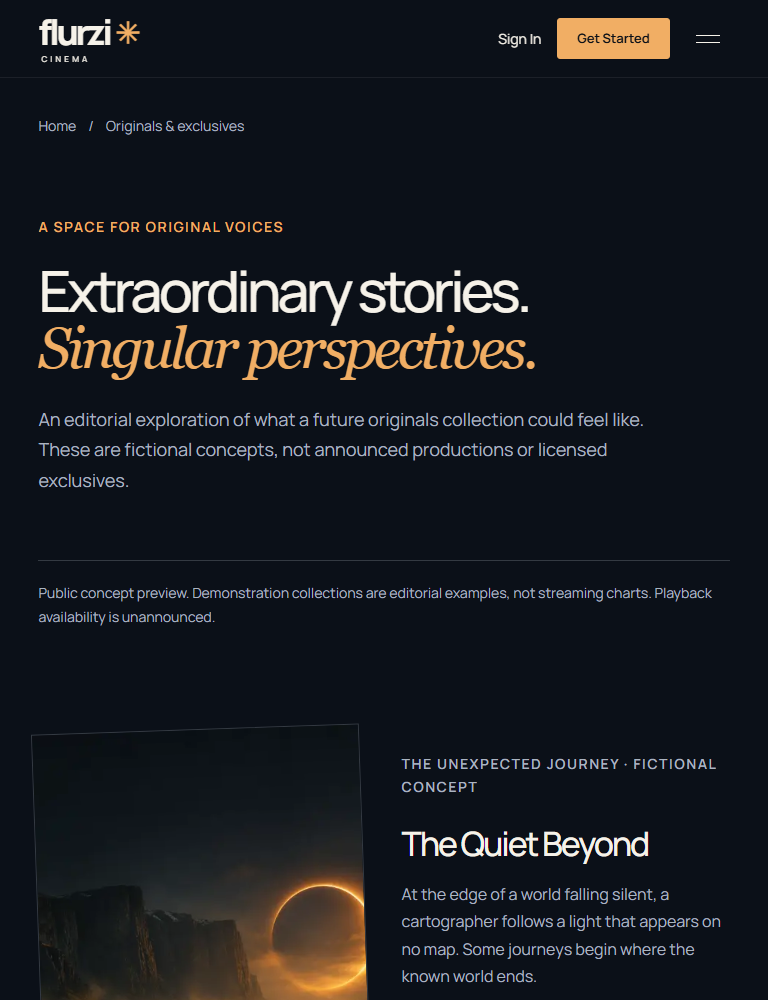 flurzi
CINEMA
Sign In
Get Started
Home / Originals & exclusives
A SPACE FOR ORIGINAL VOICES
Extraordinary stories.
Singular perspectives.
An editorial exploration of what a future originals collection could feel like.
These are fictional concepts, not announced productions or licensed
exclusives.
Public concept preview. Demonstration collections are editorial examples, not streaming charts. Playback
availability is unannounced.
THE UNEXPECTED JOURNEY · FICTIONAL
CONCEPT
The Quiet Beyond
At the edge of a world falling silent, a
cartographer follows a light that appears on
no map. Some journeys begin where the
known world ends.